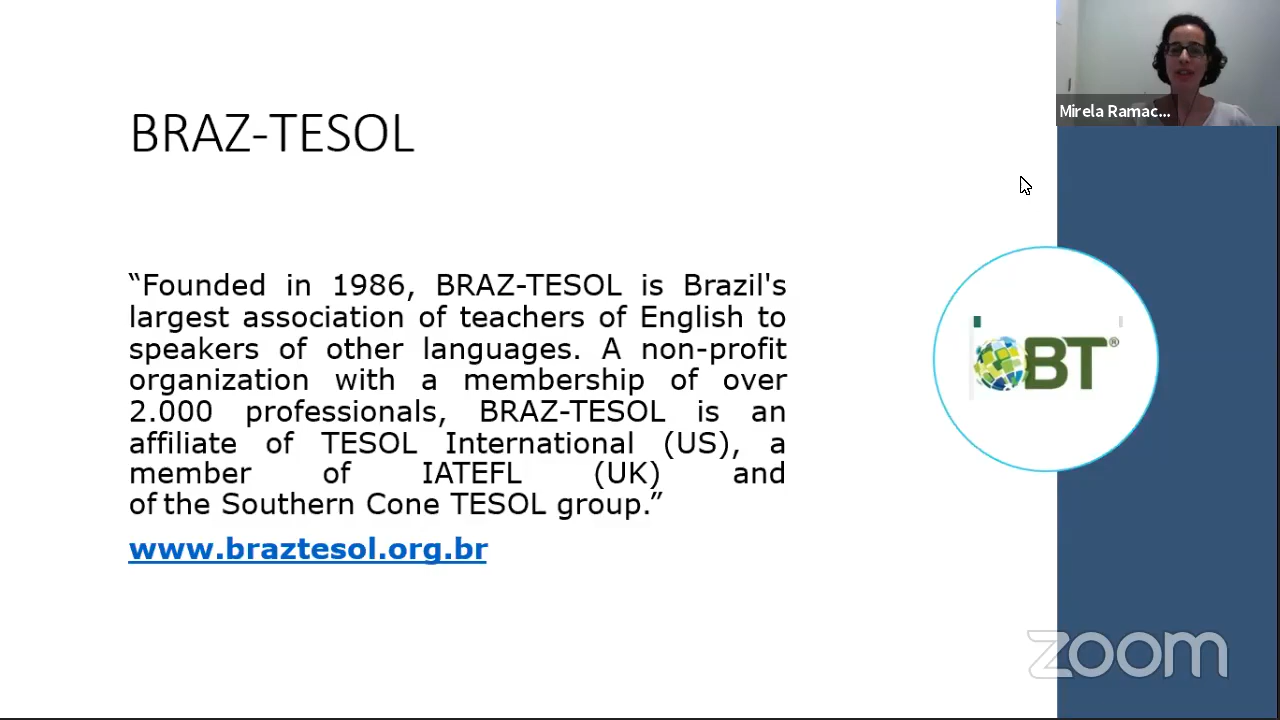 Mirela Ramac...
BRAZ-TESOL
“Founded in 1986, BRAZ-TESOL is Brazil's
largest association of teachers of English to
speakers of other languages. A non-profit
organization with a membership of over
2.000 professionals, BRAZ-TESOL is an
affiliate of TESOL International (US), a
member of IATEFL (UK) and
of the Southern Cone TESOL group.”
www.braztesol.org.br
BT®
zoom